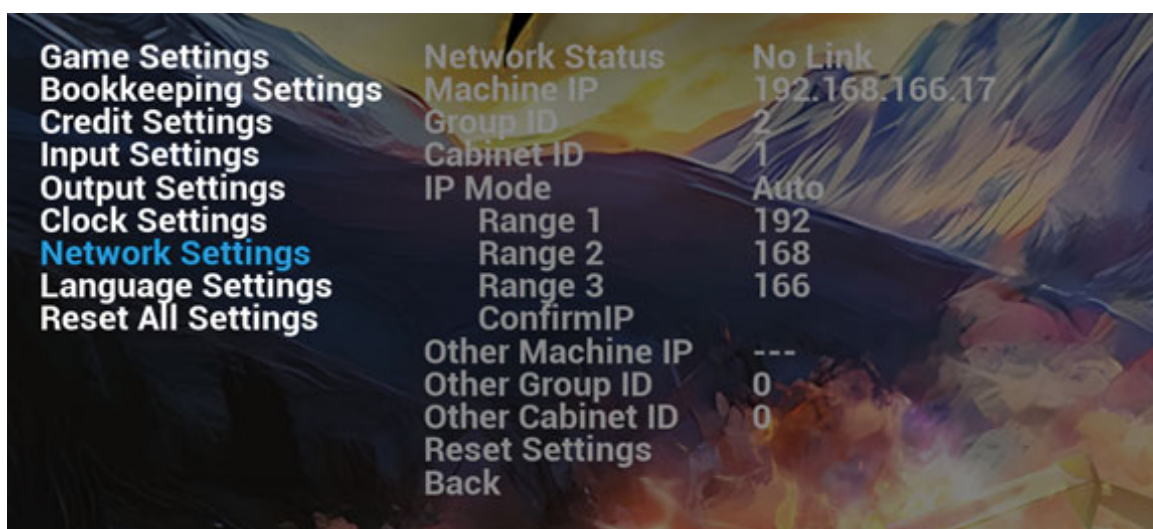 Game Settings
Bookkeeping Settings
Credit Settings
Input Settings
Output Settings
Clock Settings
Network Settings
Language Settings
Reset All Settings
Network Status No Link
Machine IP 192.168.166.17
Group ID 2
Cabinet ID 1
IP Mode Auto
Range 1 192
Range 2 168
Range 3 166
ConfirmIP
Other Machine IP ---
Other Group ID 0
Other Cabinet ID 0
Reset Settings
Back